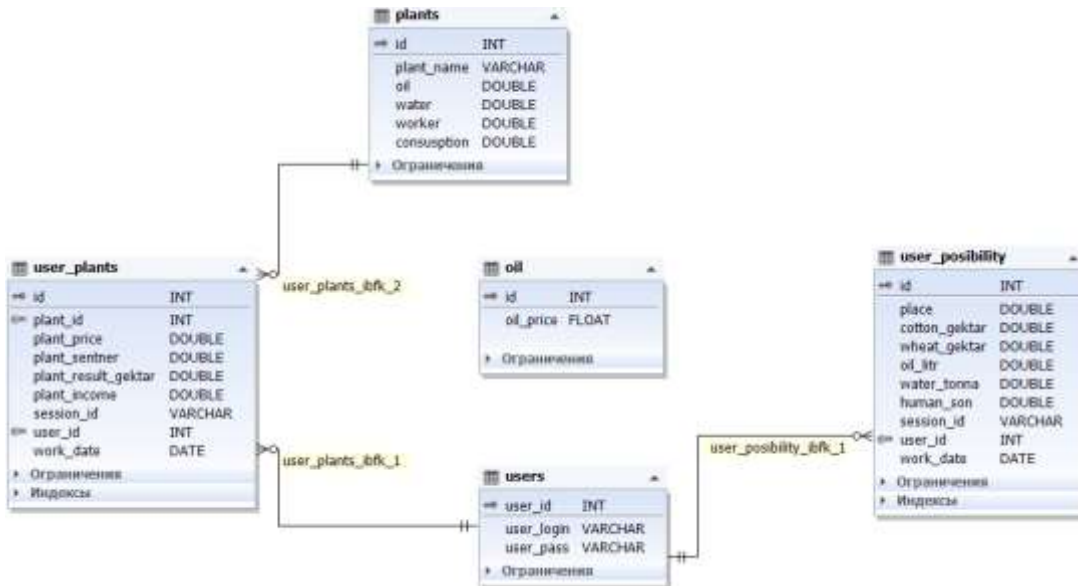 plants
id INT
plant_name VARCHAR
oil DOUBLE
water DOUBLE
worker DOUBLE
consusption DOUBLE
Ограничения
user_plants
id INT
plant_id INT
plant_price DOUBLE
plant_sentner DOUBLE
plant_result_gektar DOUBLE
plant_income DOUBLE
session_id VARCHAR
user_id INT
work_date DATE
Ограничения
Индексы
user_plants_ibfk_2
user_plants_ibfk_1
oil
id INT
oil_price FLOAT
Ограничения
users
user_id INT
user_login VARCHAR
user_pass VARCHAR
Ограничения
user_posibility_ibfk_1
user_posibility
id INT
place DOUBLE
cotton_gektar DOUBLE
wheat_gektar DOUBLE
oil_litr DOUBLE
water_tonna DOUBLE
human_son DOUBLE
session_id VARCHAR
user_id INT
work_date DATE
Ограничения
Индексы